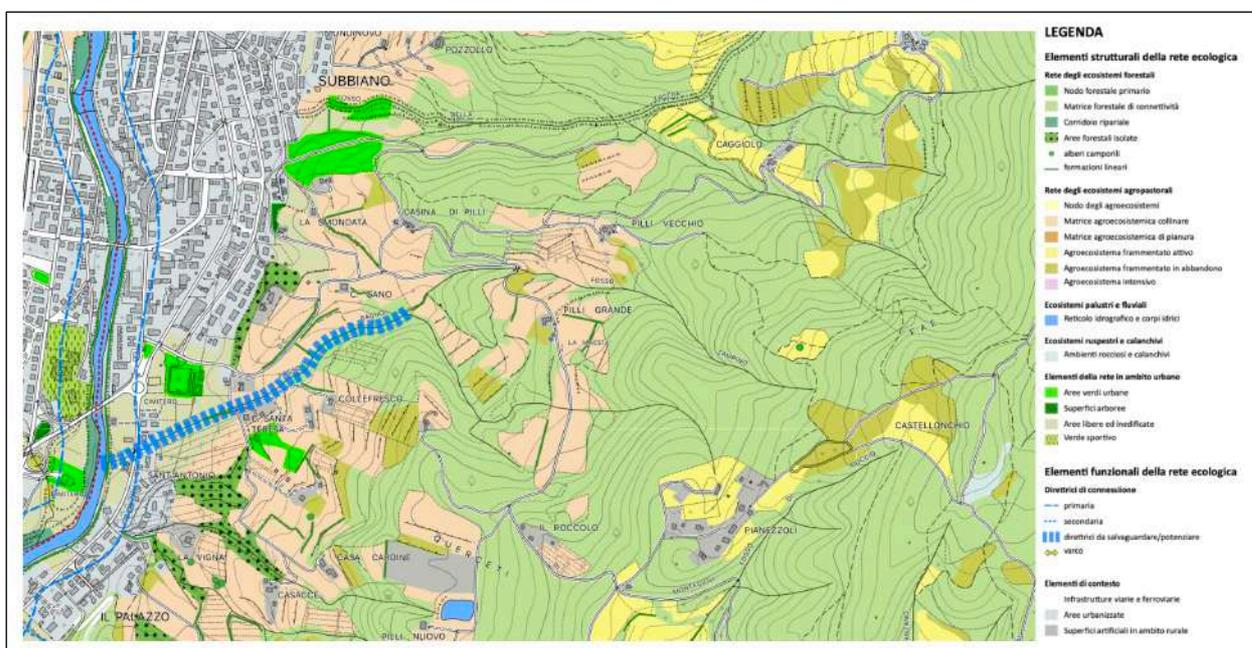 UNDINOVO
POZZOLLO
SUBBIANO
CAGGIOLO
LA SMONDATA
CASINA DI PILLI
PILLI VECCHIO
FOSSO
C. SANO
PILLI GRANDE
CIMITERO
COLLEFRESCO
C. SANTA
TERESA
CASTELLONCHIO
SANT'ANTONIO
PIANEZZOLI
IL ROCCOLO
QUERCETI
LA VIGNA
CASA CARDINE
CASACCE
IL PALAZZO
PILLI NUOVO
LEGENDA
Elementi strutturali della rete ecologica
Rete degli ecosistemi forestali
Nodo forestale primario
Matrice forestale di connettività
Corridoio ripariale
Aree forestali isolate
alberi camporili
formazioni lineari
Rete degli ecosistemi agropastorali
Nodo degli agroecosistemi
Matrice agroecosistemica collinare
Matrice agroecosistemica di pianura
Agroecosistema frammentato attivo
Agroecosistema frammentato in abbandono
Agroecosistema intensivo
Ecosistemi palustri e fluviali
Reticolo idrografico e corpi idrici
Ecosistemi ruspestri e calanchivi
Ambienti rocciosi e calanchivi
Elementi della rete in ambito urbano
Aree verdi urbane
Superfici arboree
Aree libere ed inedificate
Verde sportivo
Elementi funzionali della rete ecologica
Direttrici di connessione
primaria
secondaria
direttrici da salvaguardare/potenziare
varco
Elementi di contesto
Infrastrutture viarie e ferroviarie
Aree urbanizzate
Superfici artificiali in ambito rurale